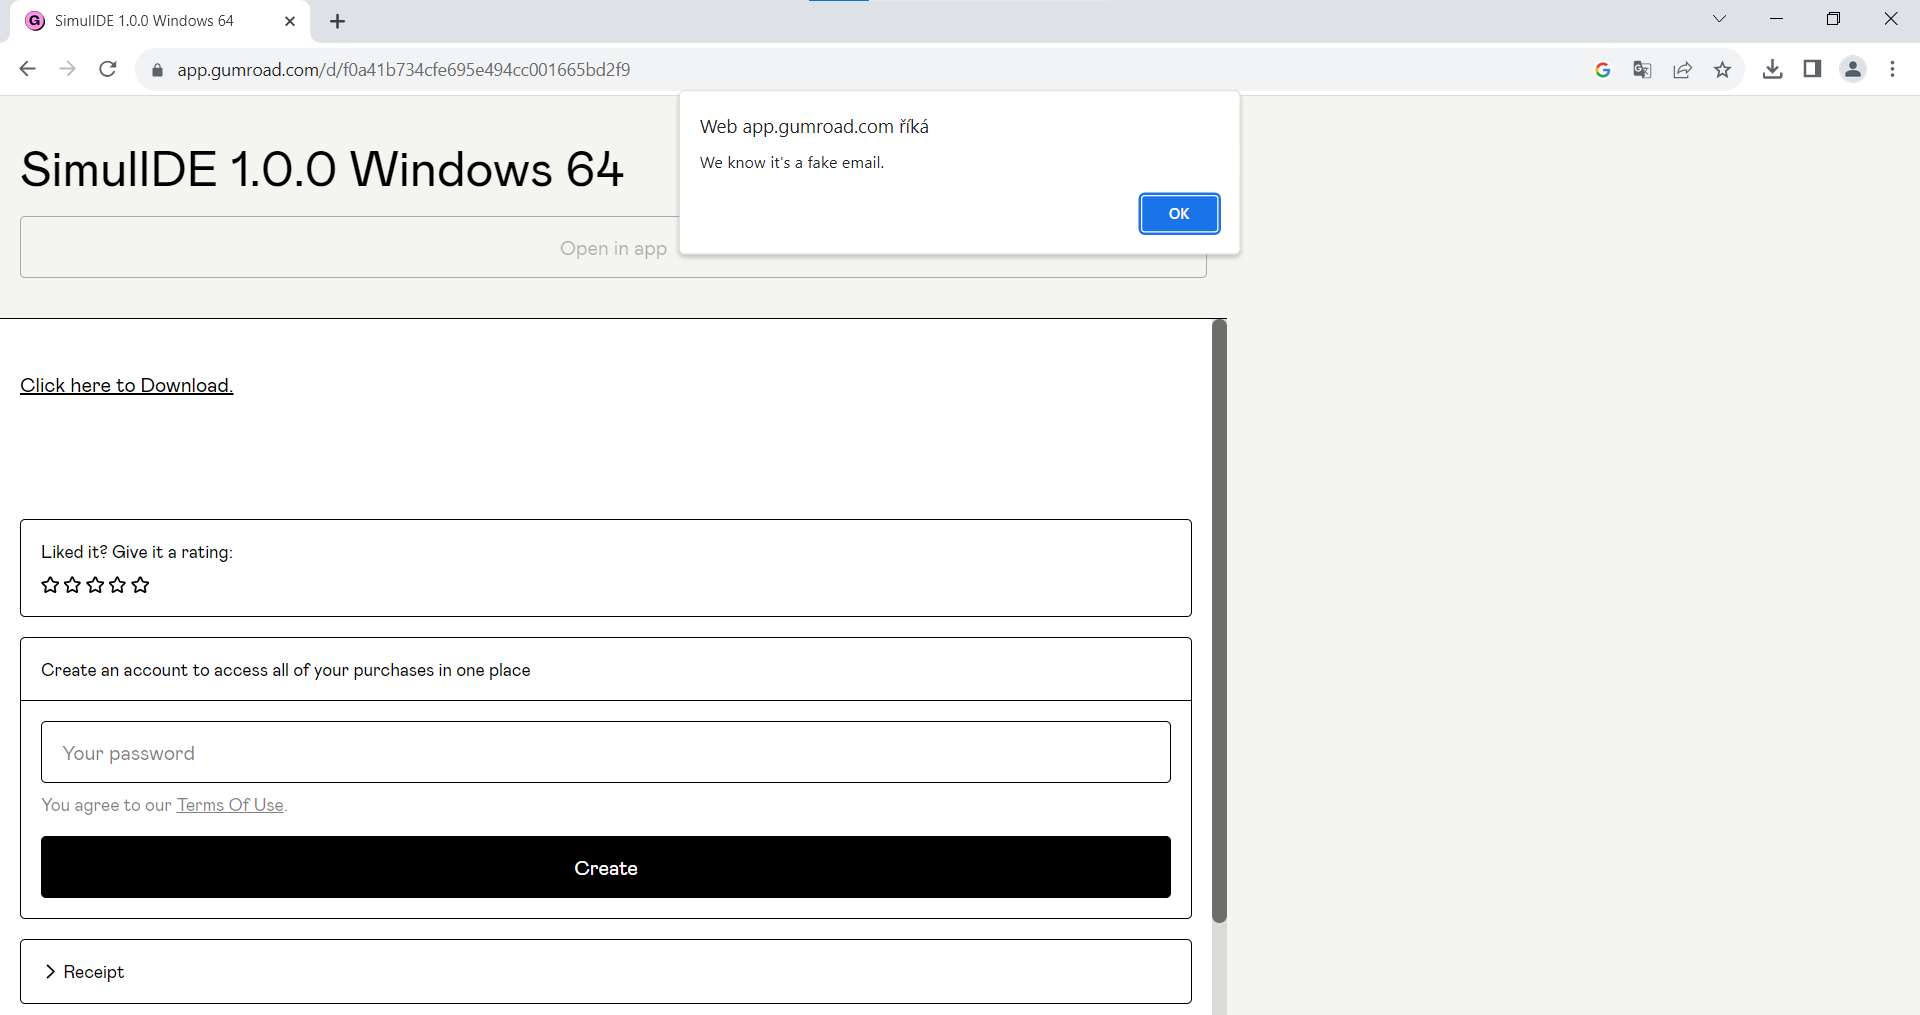 SimulIDE 1.0.0 Windows 64
app.gumroad.com/d/f0a41b734cfe695e494cc001665bd2f9
Web app.gumroad.com říká
We know it's a fake email.
OK
SimulIDE 1.0.0 Windows 64
Open in app
Click here to Download.
Liked it? Give it a rating:
Create an account to access all of your purchases in one place
Your password
You agree to our Terms Of Use.
Create
Receipt